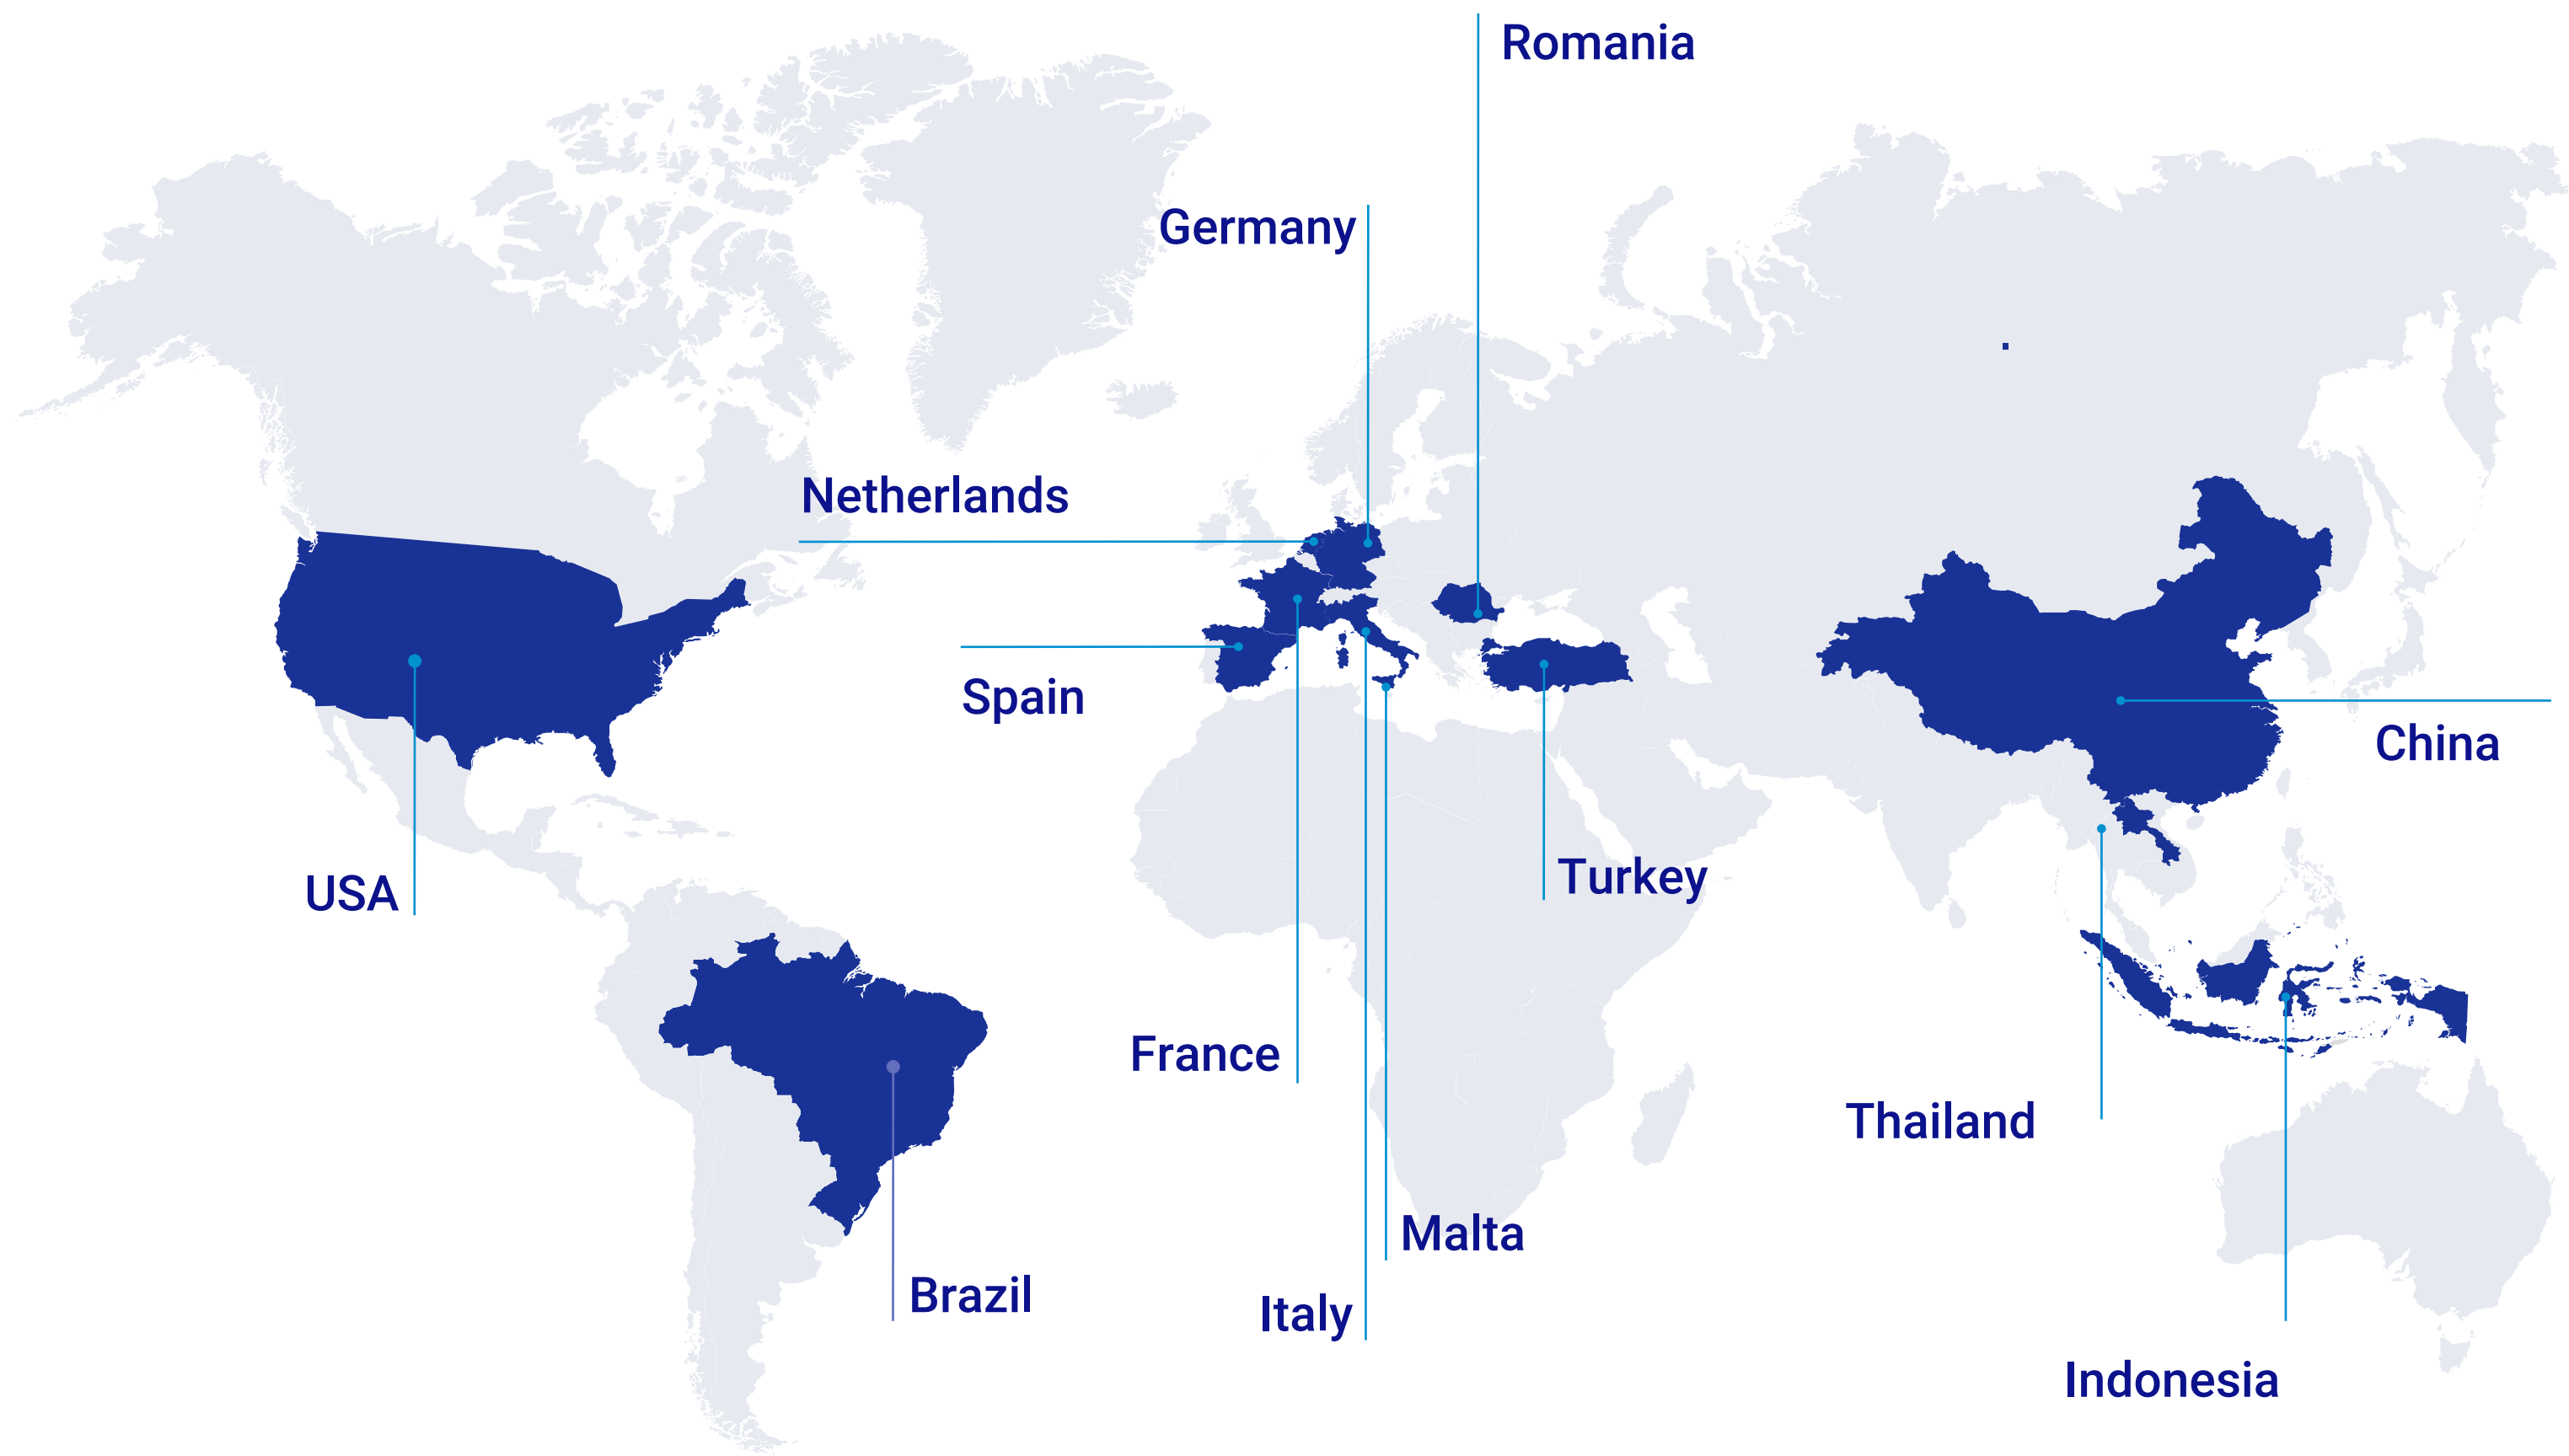 Romania
Germany
Netherlands
Spain
China
Turkey
USA
France
Thailand
Malta
Brazil
Italy
Indonesia